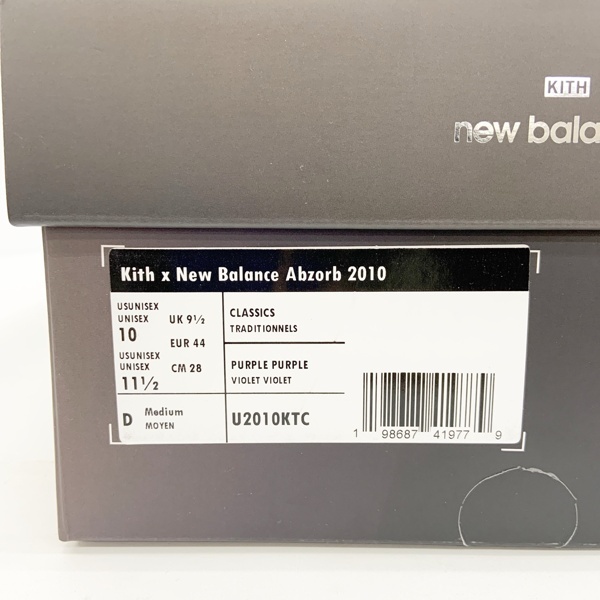 KITH
new bala
Kith x New Balance Abzorb 2010
USUNISEX
UNISEX
10
UK 9½
EUR 44
USUNISEX
UNISEX
11½
CM 28
D Medium
MOYEN
CLASSICS
TRADITIONNELS
PURPLE PURPLE
VIOLET VIOLET
U2010KTC
1 98687 41977 9